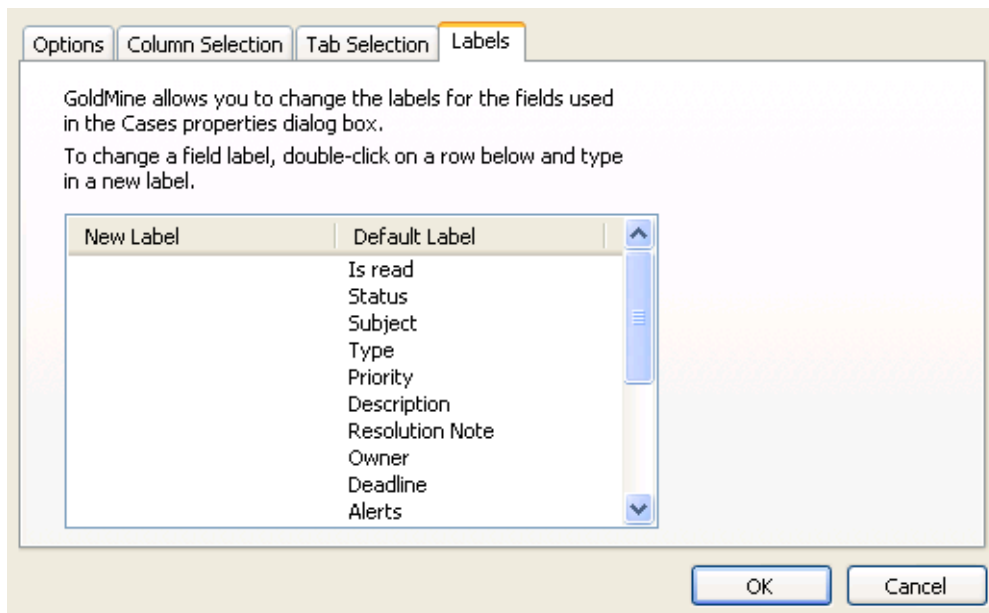 Options Column Selection Tab Selection Labels
GoldMine allows you to change the labels for the fields used
in the Cases properties dialog box.
To change a field label, double-click on a row below and type
in a new label.
New Label Default Label
Is read
Status
Subject
Type
Priority
Description
Resolution Note
Owner
Deadline
Alerts
OK Cancel